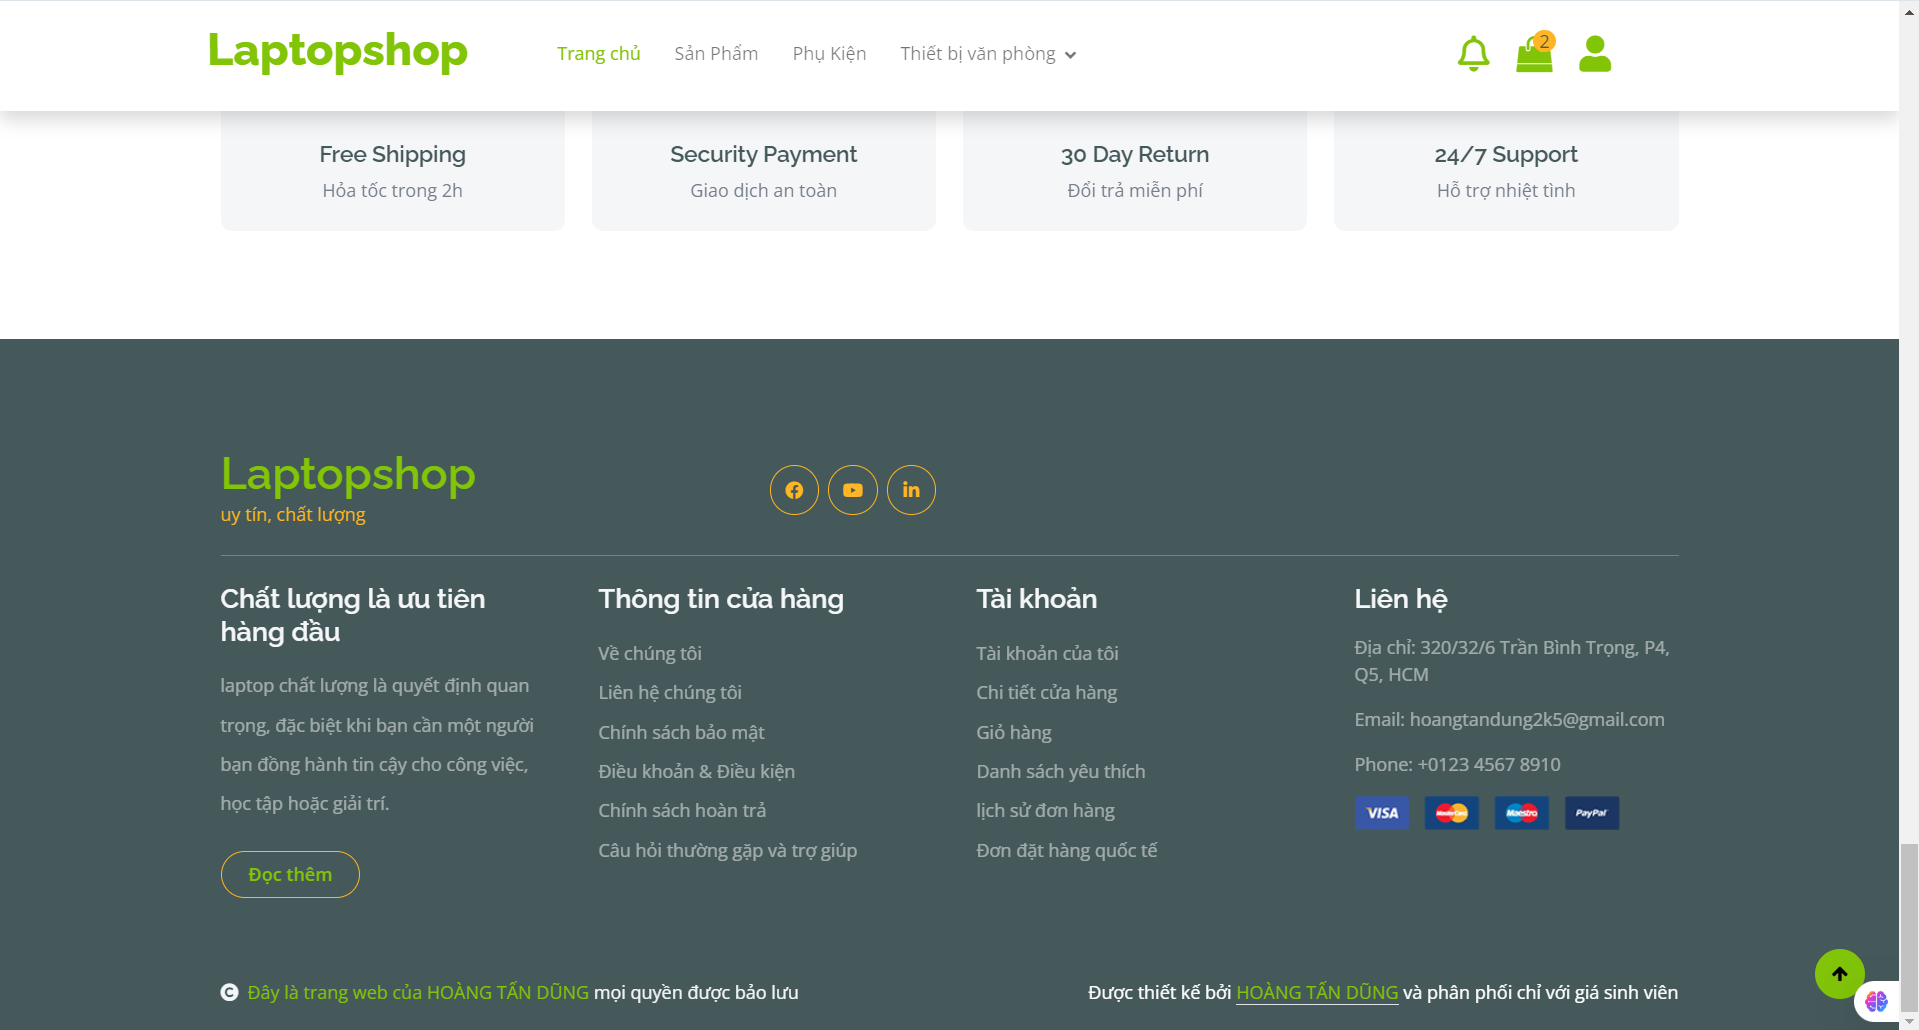 Laptopshop
Trang chủ
Sản Phẩm
Phụ Kiện
Thiết bị văn phòng
2
Free Shipping
Hỏa tốc trong 2h
Security Payment
Giao dịch an toàn
30 Day Return
Đổi trả miễn phí
24/7 Support
Hỗ trợ nhiệt tình
Laptopshop
uy tín, chất lượng
Chất lượng là ưu tiên
hàng đầu
laptop chất lượng là quyết định quan
trọng, đặc biệt khi bạn cần một người
bạn đồng hành tin cậy cho công việc,
học tập hoặc giải trí.
Đọc thêm
Thông tin cửa hàng
Về chúng tôi
Liên hệ chúng tôi
Chính sách bảo mật
Điều khoản & Điều kiện
Chính sách hoàn trả
Câu hỏi thường gặp và trợ giúp
Tài khoản
Tài khoản của tôi
Chi tiết cửa hàng
Giỏ hàng
Danh sách yêu thích
lịch sử đơn hàng
Đơn đặt hàng quốc tế
Liên hệ
Địa chỉ: 320/32/6 Trần Bình Trọng, P4,
Q5, HCM
Email: hoangtandung2k5@gmail.com
Phone: +0123 4567 8910
VISA
MasterCard
Maestro
PayPal
© Đây là trang web của HOÀNG TẤN DŨNG mọi quyền được bảo lưu
Được thiết kế bởi HOÀNG TẤN DŨNG và phân phối chỉ với giá sinh viên